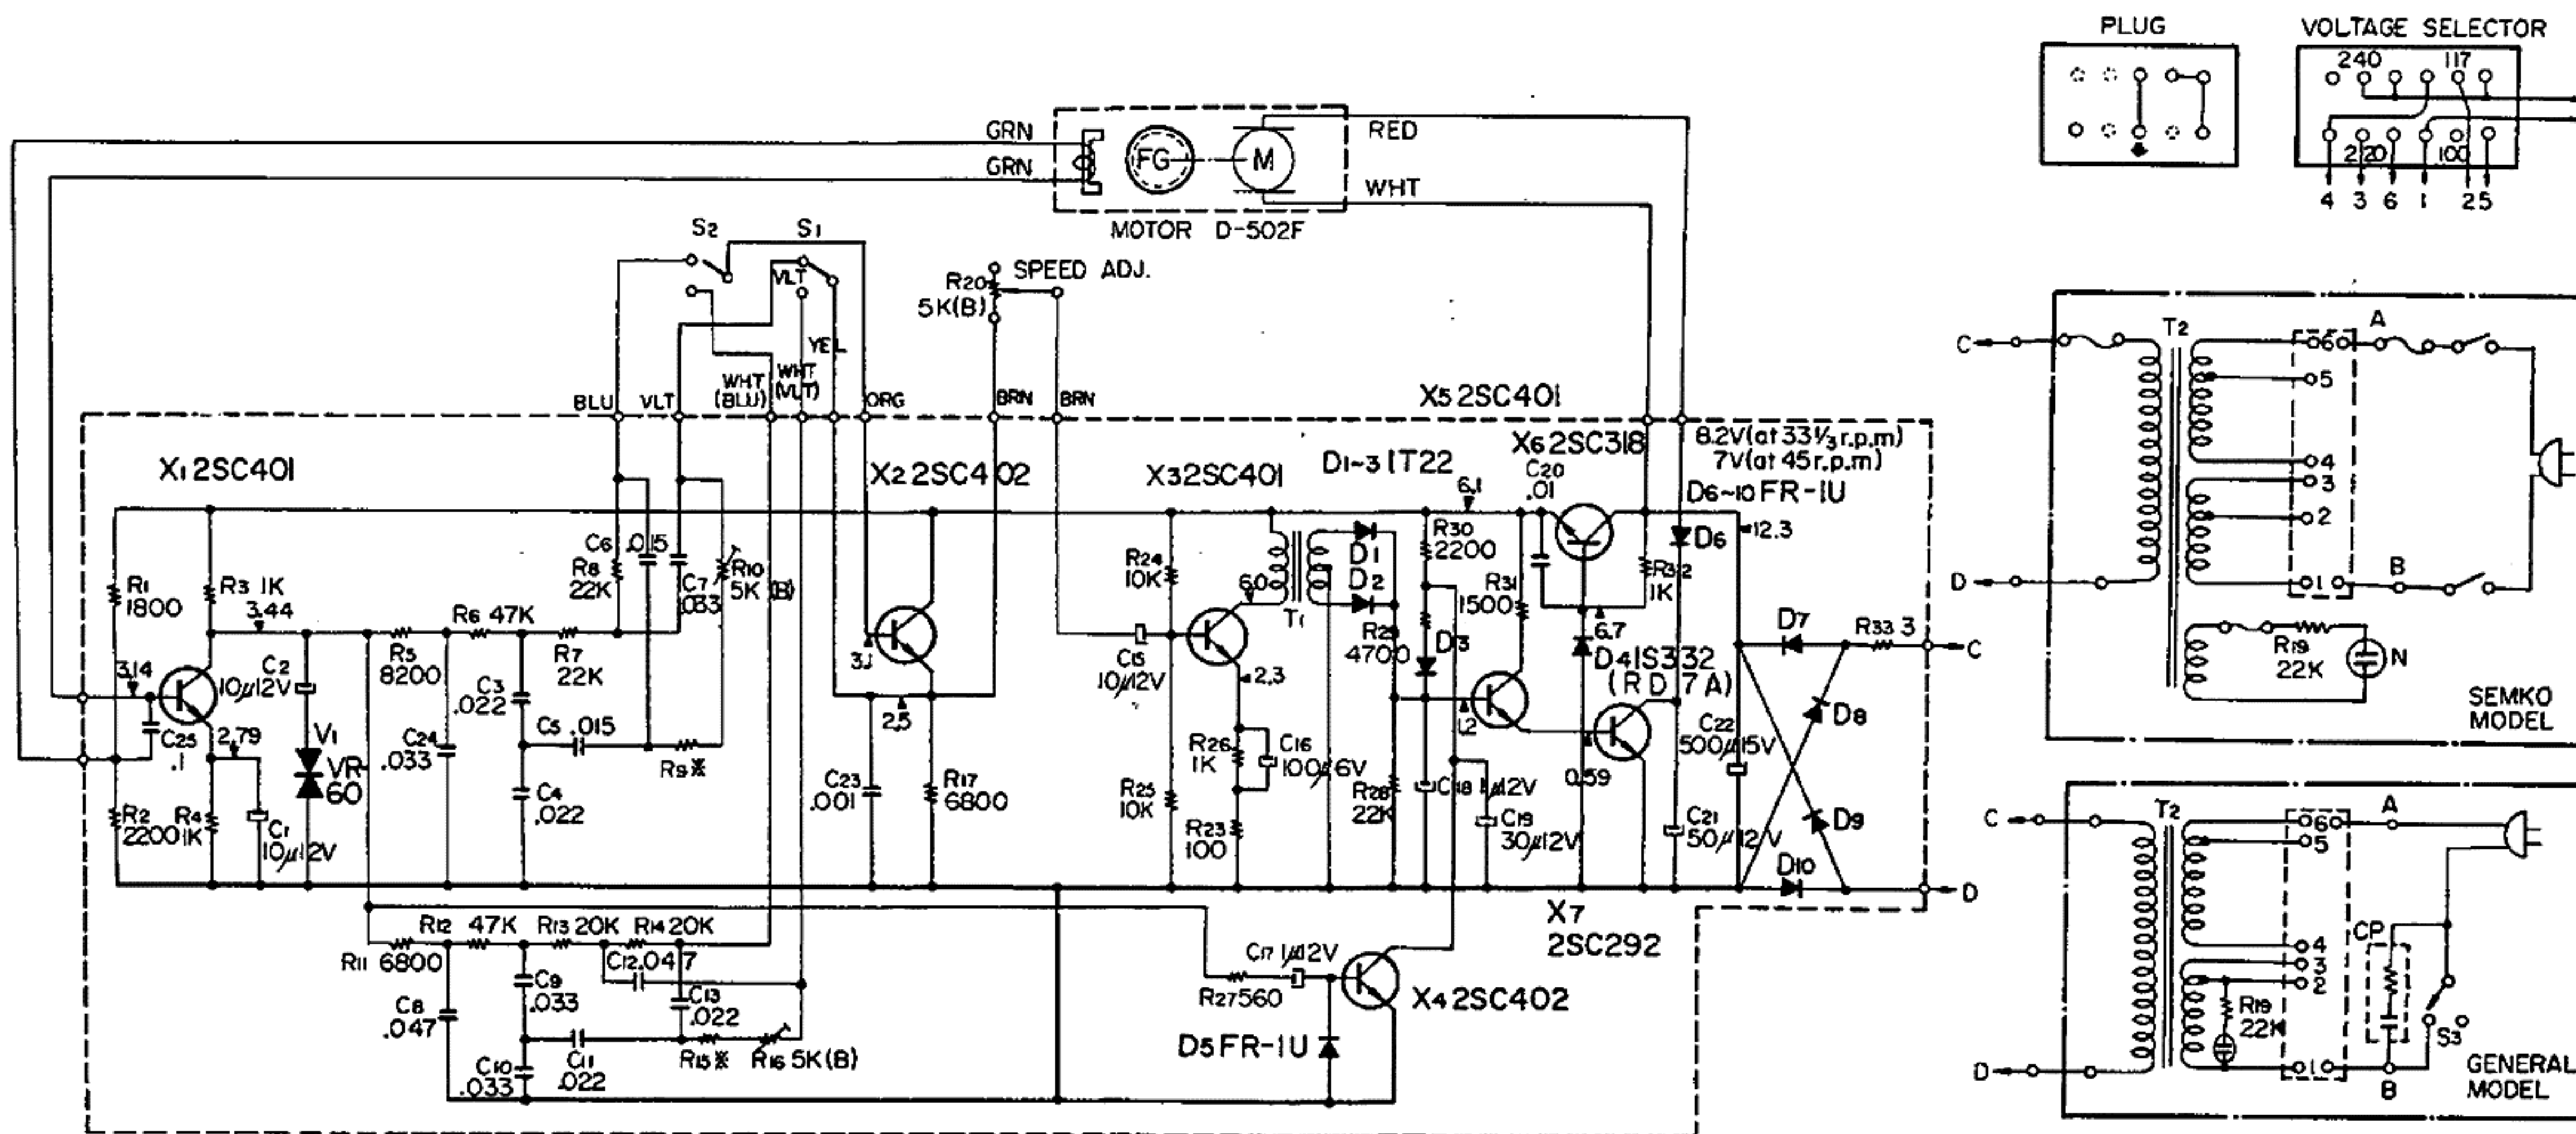 PLUG
VOLTAGE SELECTOR
240
117
220
100
4 3 6 1 25
GRN
GRN
FG
M
RED
WHT
MOTOR D-502F
S2
S1
VLT
YEL
WHT (BLU)
WHT (VLT)
BLU
VLT
ORG
R20
5K(B)
SPEED ADJ.
BRN
BRN
X5 2SC401
X1 2SC401
X2 2SC402
X3 2SC401
D1~3 1T22
X6 2SC318
8.2V(at 33⅓ r.p.m)
7V(at 45r.p.m)
D6~10 FR-1U
C20
.01
6.1
12.3
R1
1800
R3 1K
3.44
3.14
C2
10µ12V
R5
8200
R6 47K
R7
22K
C6 .015
R8
22K
C7
.033
R10
5K(B)
C3
.022
C5 .015
R9※
C4
.022
C24
.033
C25
.1
2.79
V1
VR-60
R2
2200
R4
1K
C1
10µ12V
3.1
2.5
C23
.001
R17
6800
R24
10K
6.0
T1
D1
D2
C15
10µ12V
2.3
R25
10K
R26
1K
C16
100µ6V
R23
100
R30
2200
R31
1500
R29
4700
D3
1.2
R28
22K
C18 1µ12V
C19
30µ12V
6.7
D4 1S332
(RD7A)
R32
1K
D6
0.59
C22
500µ15V
C21
50µ12V
D7
D8
D9
D10
R33 3
C
D
X7
2SC292
R11 6800
R12 47K
R13 20K
R14 20K
C12 .047
C8
.047
C9
.033
C13
.022
C10
.033
C11
.022
R15※
R16 5K(B)
R27 560
C17 1µ12V
X4 2SC402
D5 FR-1U
C
D
T2
6
5
4
3
2
1
A
B
R19
22K
N
SEMKO
MODEL
C
D
T2
6
5
4
3
2
1
A
B
CP
R19
22K
S3
GENERAL
MODEL